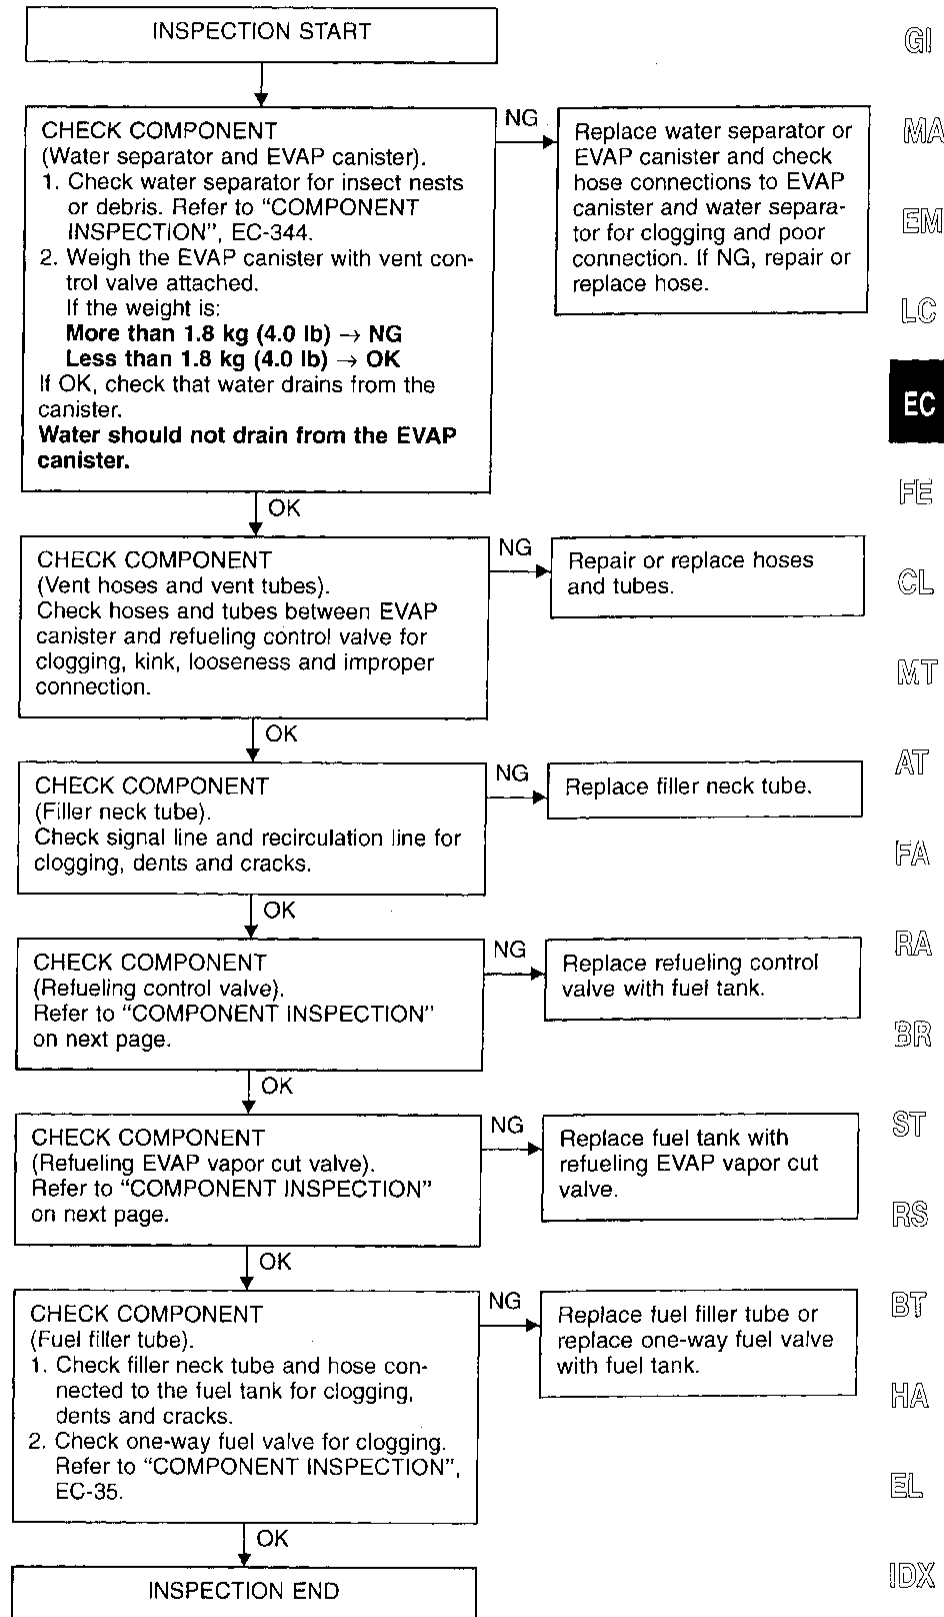 INSPECTION START
CHECK COMPONENT
(Water separator and EVAP canister).
1. Check water separator for insect nests
or debris. Refer to "COMPONENT
INSPECTION", EC-344.
2. Weigh the EVAP canister with vent con-
trol valve attached.
If the weight is:
More than 1.8 kg (4.0 lb) → NG
Less than 1.8 kg (4.0 lb) → OK
If OK, check that water drains from the
canister.
Water should not drain from the EVAP
canister.
NG
Replace water separator or
EVAP canister and check
hose connections to EVAP
canister and water separa-
tor for clogging and poor
connection. If NG, repair or
replace hose.
OK
CHECK COMPONENT
(Vent hoses and vent tubes).
Check hoses and tubes between EVAP
canister and refueling control valve for
clogging, kink, looseness and improper
connection.
NG
Repair or replace hoses
and tubes.
OK
CHECK COMPONENT
(Filler neck tube).
Check signal line and recirculation line for
clogging, dents and cracks.
NG
Replace filler neck tube.
OK
CHECK COMPONENT
(Refueling control valve).
Refer to "COMPONENT INSPECTION"
on next page.
NG
Replace refueling control
valve with fuel tank.
OK
CHECK COMPONENT
(Refueling EVAP vapor cut valve).
Refer to "COMPONENT INSPECTION"
on next page.
NG
Replace fuel tank with
refueling EVAP vapor cut
valve.
OK
CHECK COMPONENT
(Fuel filler tube).
1. Check filler neck tube and hose con-
nected to the fuel tank for clogging,
dents and cracks.
2. Check one-way fuel valve for clogging.
Refer to "COMPONENT INSPECTION",
EC-35.
NG
Replace fuel filler tube or
replace one-way fuel valve
with fuel tank.
OK
INSPECTION END
GI
MA
EM
LC
EC
FE
CL
MT
AT
FA
RA
BR
ST
RS
BT
HA
EL
IDX